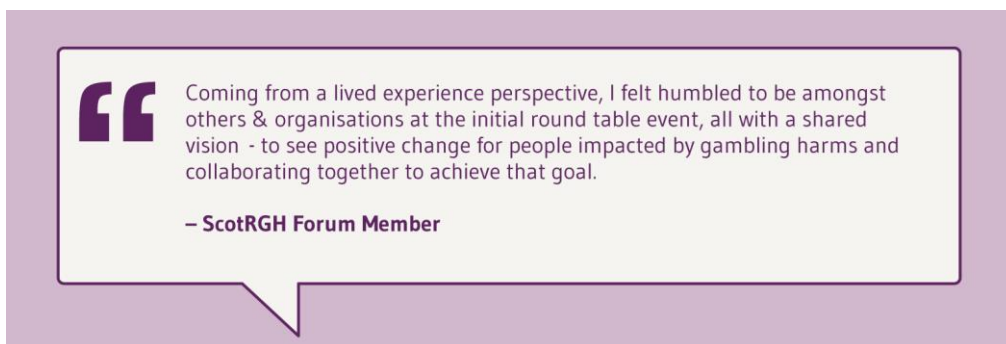 Coming from a lived experience perspective, I felt humbled to be amongst
others & organisations at the initial round table event, all with a shared
vision - to see positive change for people impacted by gambling harms and
collaborating together to achieve that goal.
– ScotRGH Forum Member